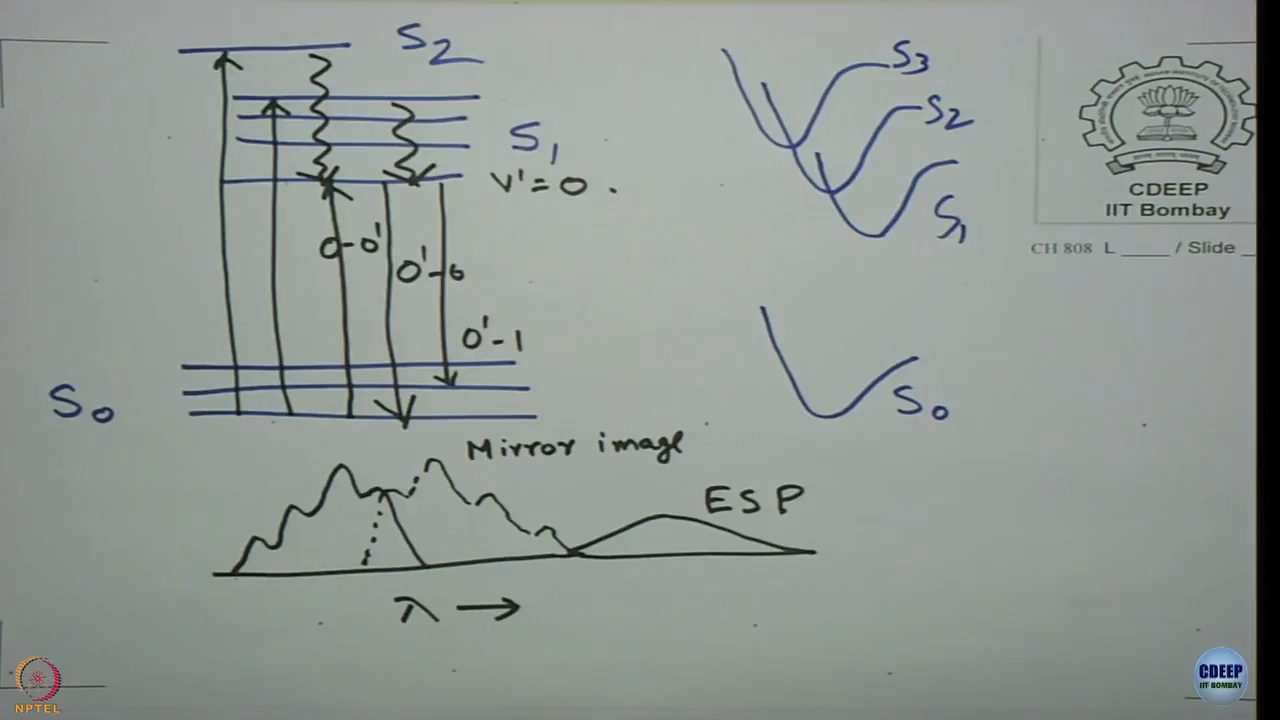 S2
S1
v'=0 .
0-0'
0'-0
0'-1
S0
S3
S2
S1
S0
Mirror image
ESP
λ →
CDEEP
IIT Bombay
CH 808 L ____ / Slide _
NPTEL
CDEEP
IIT BOMBAY